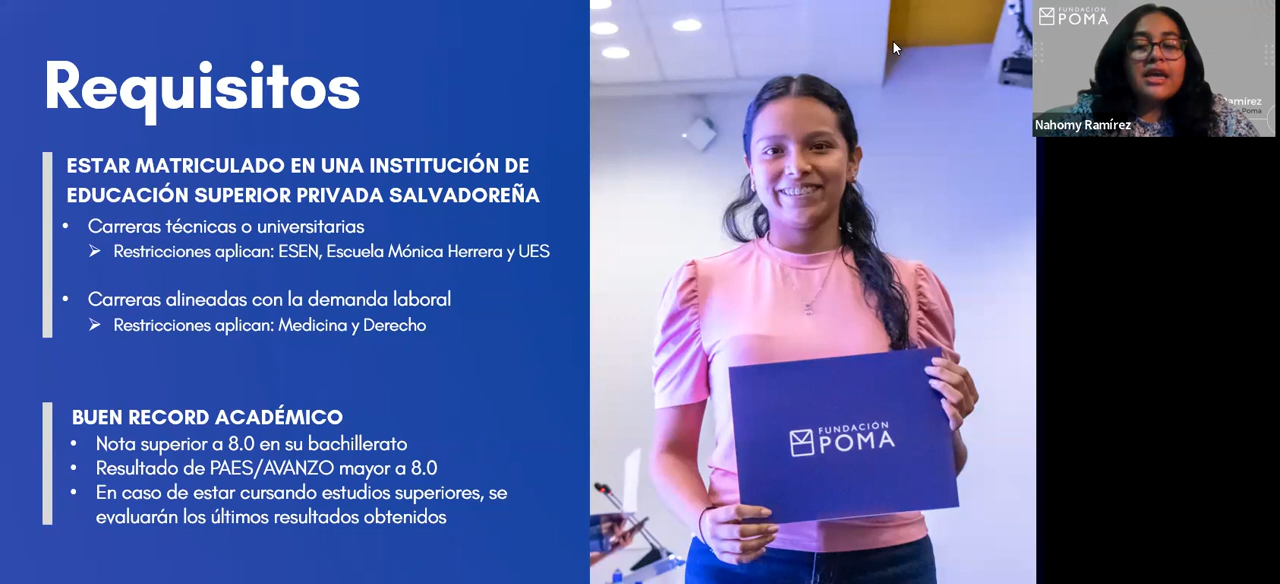 Requisitos
ESTAR MATRICULADO EN UNA INSTITUCIÓN DE
EDUCACIÓN SUPERIOR PRIVADA SALVADOREÑA
• Carreras técnicas o universitarias
➢ Restricciones aplican: ESEN, Escuela Mónica Herrera y UES
• Carreras alineadas con la demanda laboral
➢ Restricciones aplican: Medicina y Derecho
BUEN RECORD ACADÉMICO
• Nota superior a 8.0 en su bachillerato
• Resultado de PAES/AVANZO mayor a 8.0
• En caso de estar cursando estudios superiores, se
evaluarán los últimos resultados obtenidos
FUNDACIÓN
POMA
FUNDACIÓN
POMA
Poma
Nahomy Ramírez